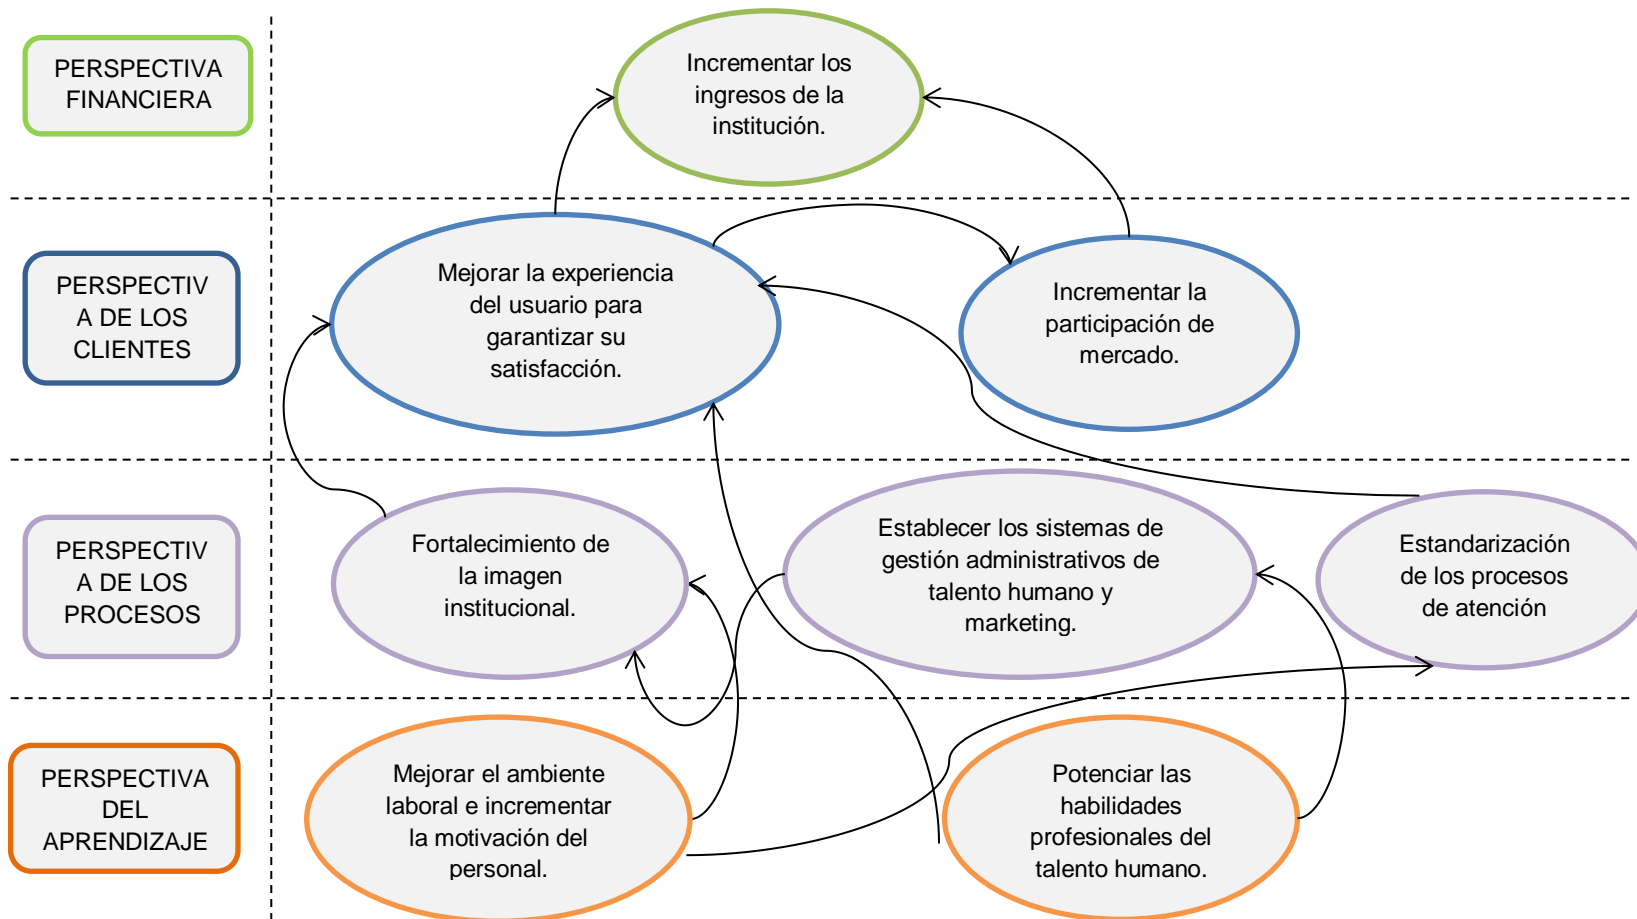 PERSPECTIVA
FINANCIERA
Incrementar los
ingresos de la
institución.
PERSPECTIV
A DE LOS
CLIENTES
Mejorar la experiencia
del usuario para
garantizar su
satisfacción.
Incrementar la
participación de
mercado.
PERSPECTIV
A DE LOS
PROCESOS
Fortalecimiento de
la imagen
institucional.
Establecer los sistemas de
gestión administrativos de
talento humano y
marketing.
Estandarización
de los procesos
de atención
PERSPECTIVA
DEL
APRENDIZAJE
Mejorar el ambiente
laboral e incrementar
la motivación del
personal.
Potenciar las
habilidades
profesionales del
talento humano.